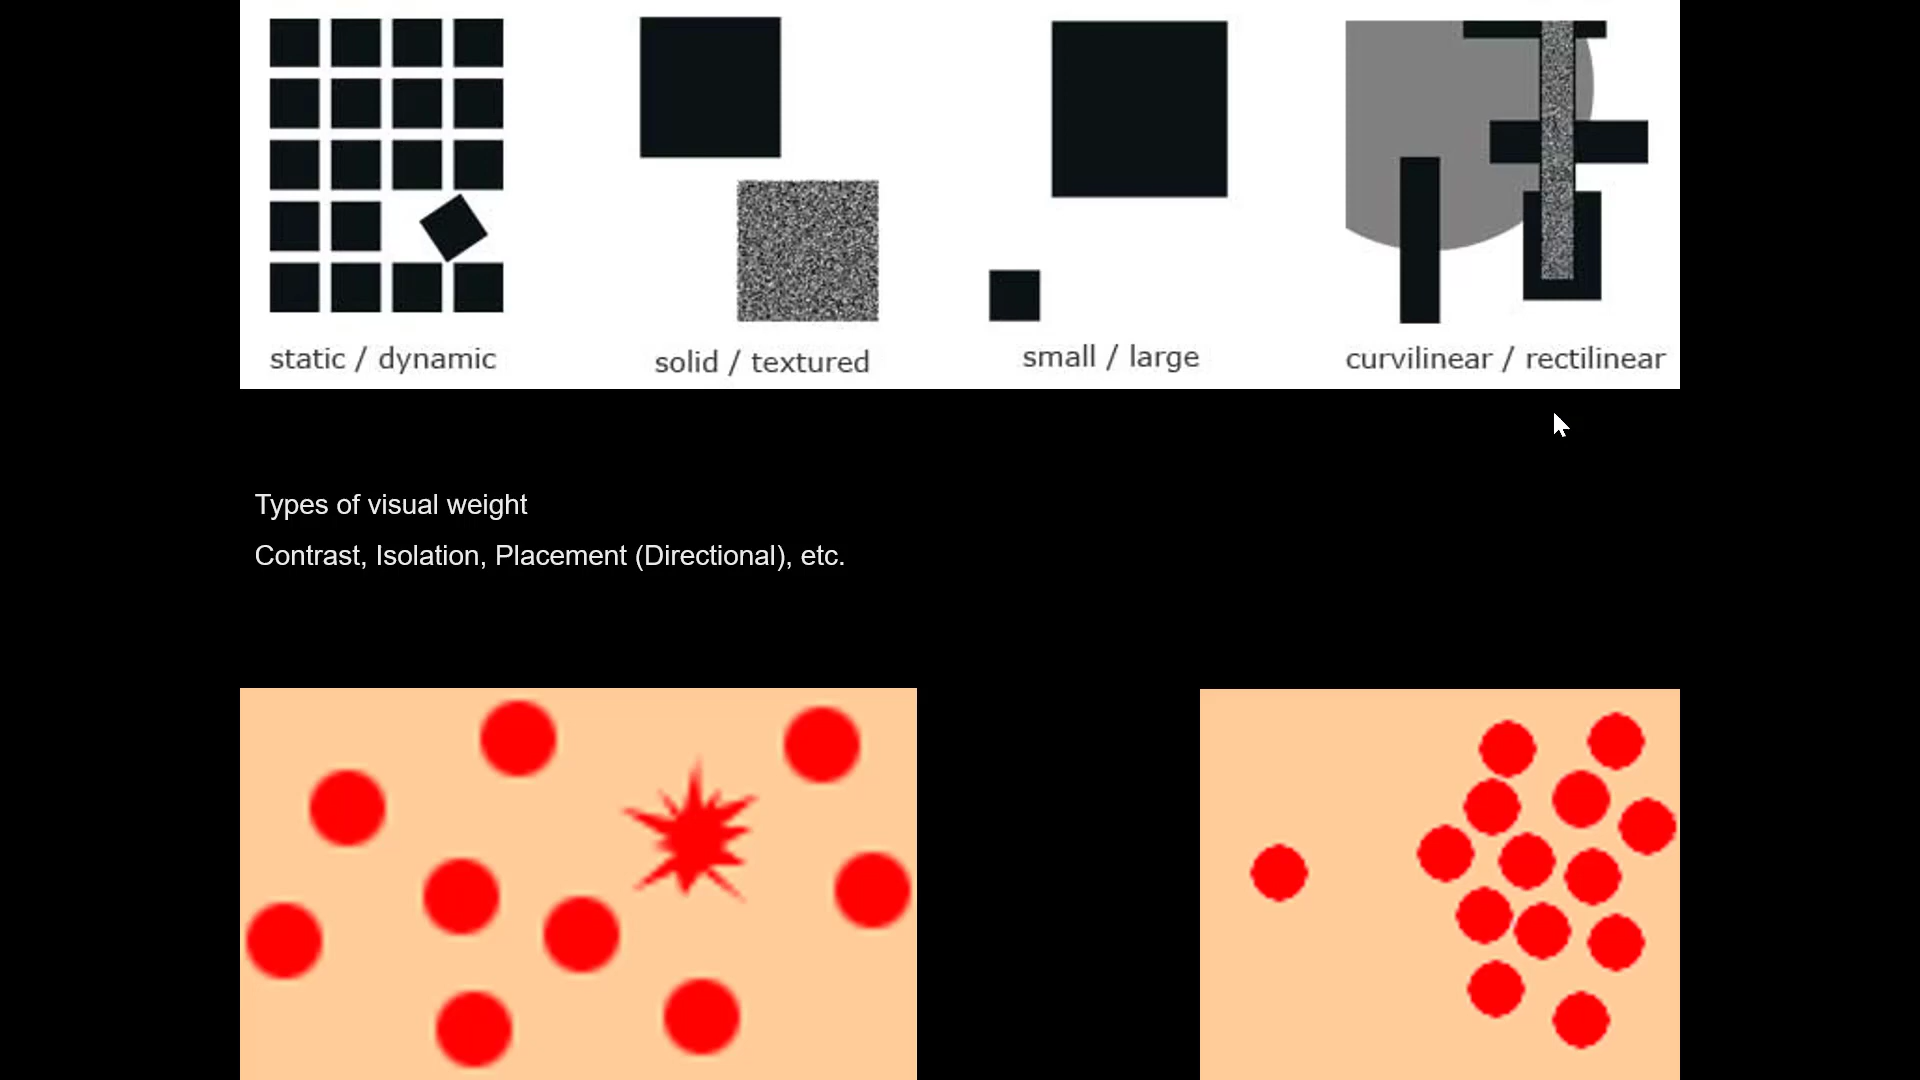 static / dynamic
solid / textured
small / large
curvilinear / rectilinear
Types of visual weight
Contrast, Isolation, Placement (Directional), etc.